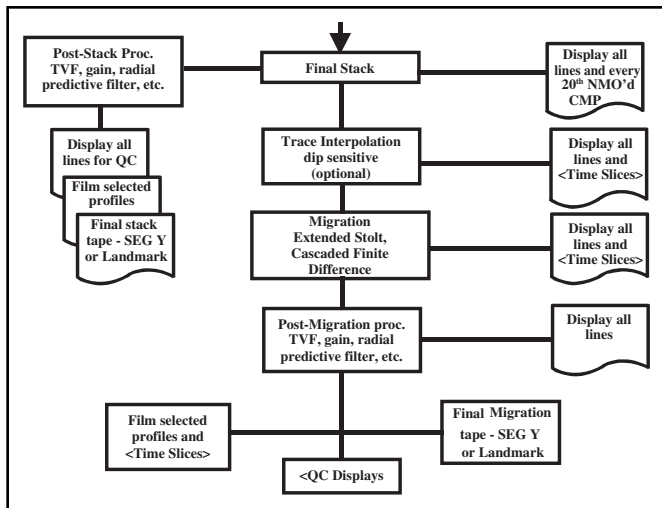 Post-Stack Proc.
TVF, gain, radial
predictive filter, etc.
Final Stack
Display all
lines and every
20th NMO’d
CMP
Display all
lines for QC
Film selected
profiles
Final stack
tape - SEG Y
or Landmark
Trace Interpolation
dip sensitive
(optional)
Display all
lines and
<Time Slices>
Migration
Extended Stolt,
Cascaded Finite
Difference
Display all
lines and
<Time Slices>
Post-Migration proc.
TVF, gain, radial
predictive filter, etc.
Display all
lines
Film selected
profiles and
<Time Slices>
Final Migration
tape - SEG Y
or Landmark
<QC Displays